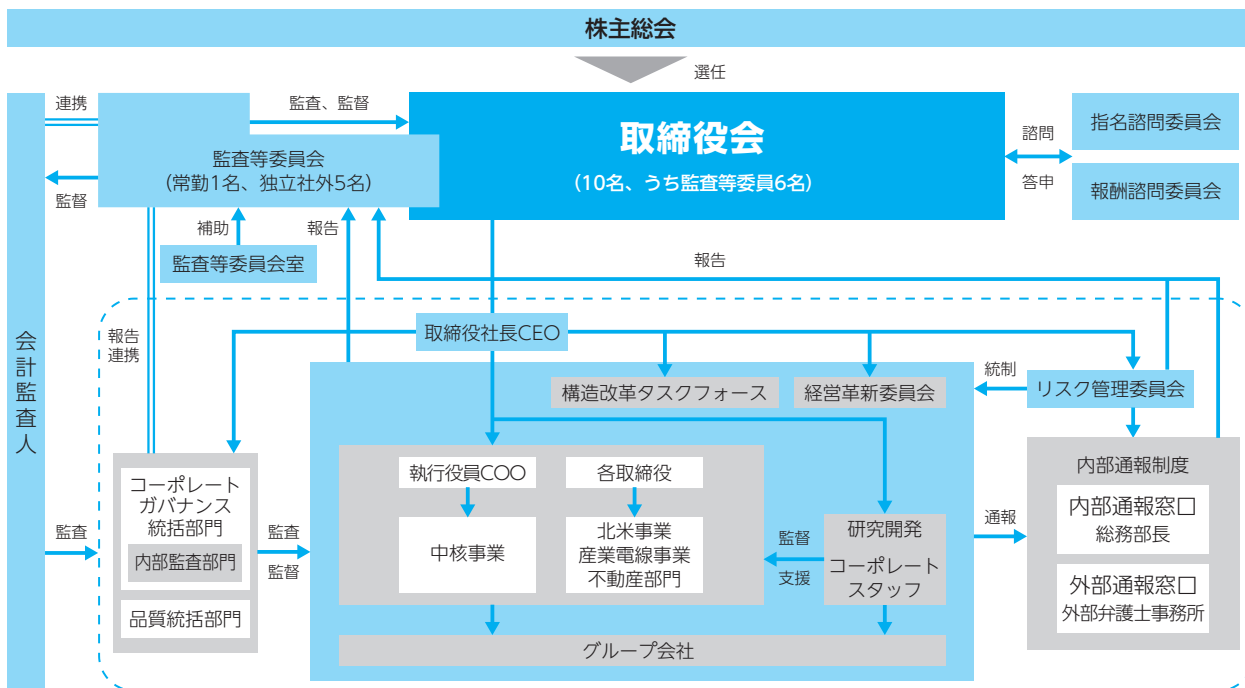 株主総会
選任
連携
監査、監督
取締役会
(10名、うち監査等委員6名)
諮問
答申
指名諮問委員会
報酬諮問委員会
監査等委員会
(常勤1名、独立社外5名)
監督
補助
報告
監査等委員会室
報告
会計監査人
報告
連携
取締役社長CEO
構造改革タスクフォース
経営革新委員会
統制
リスク管理委員会
コーポレート
ガバナンス
統括部門
内部監査部門
品質統括部門
監査
監査
監督
執行役員COO
中核事業
各取締役
北米事業
産業電線事業
不動産部門
監督
支援
研究開発
コーポレート
スタッフ
グループ会社
通報
内部通報制度
内部通報窓口
総務部長
外部通報窓口
外部弁護士事務所